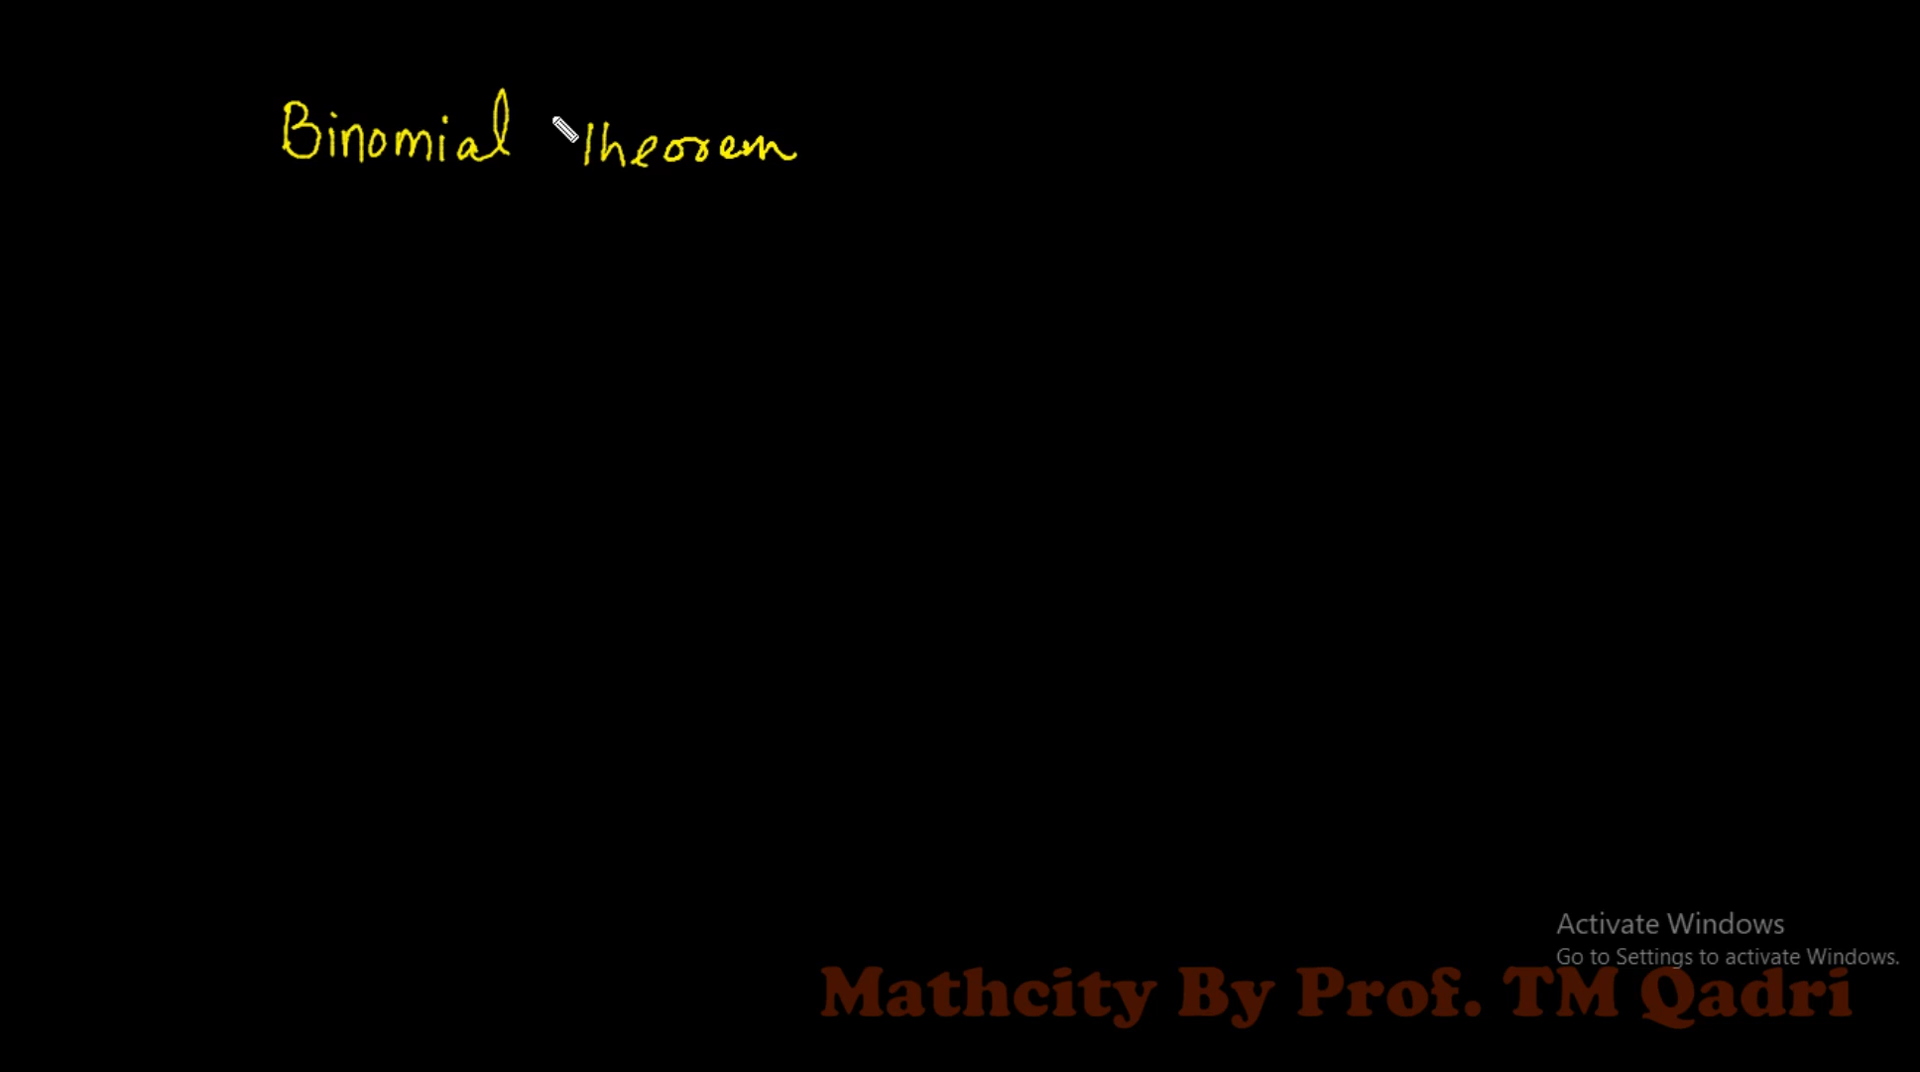 Binomial Theorem
Activate Windows
Go to Settings to activate Windows.
Mathcity By Prof. TM Qadri